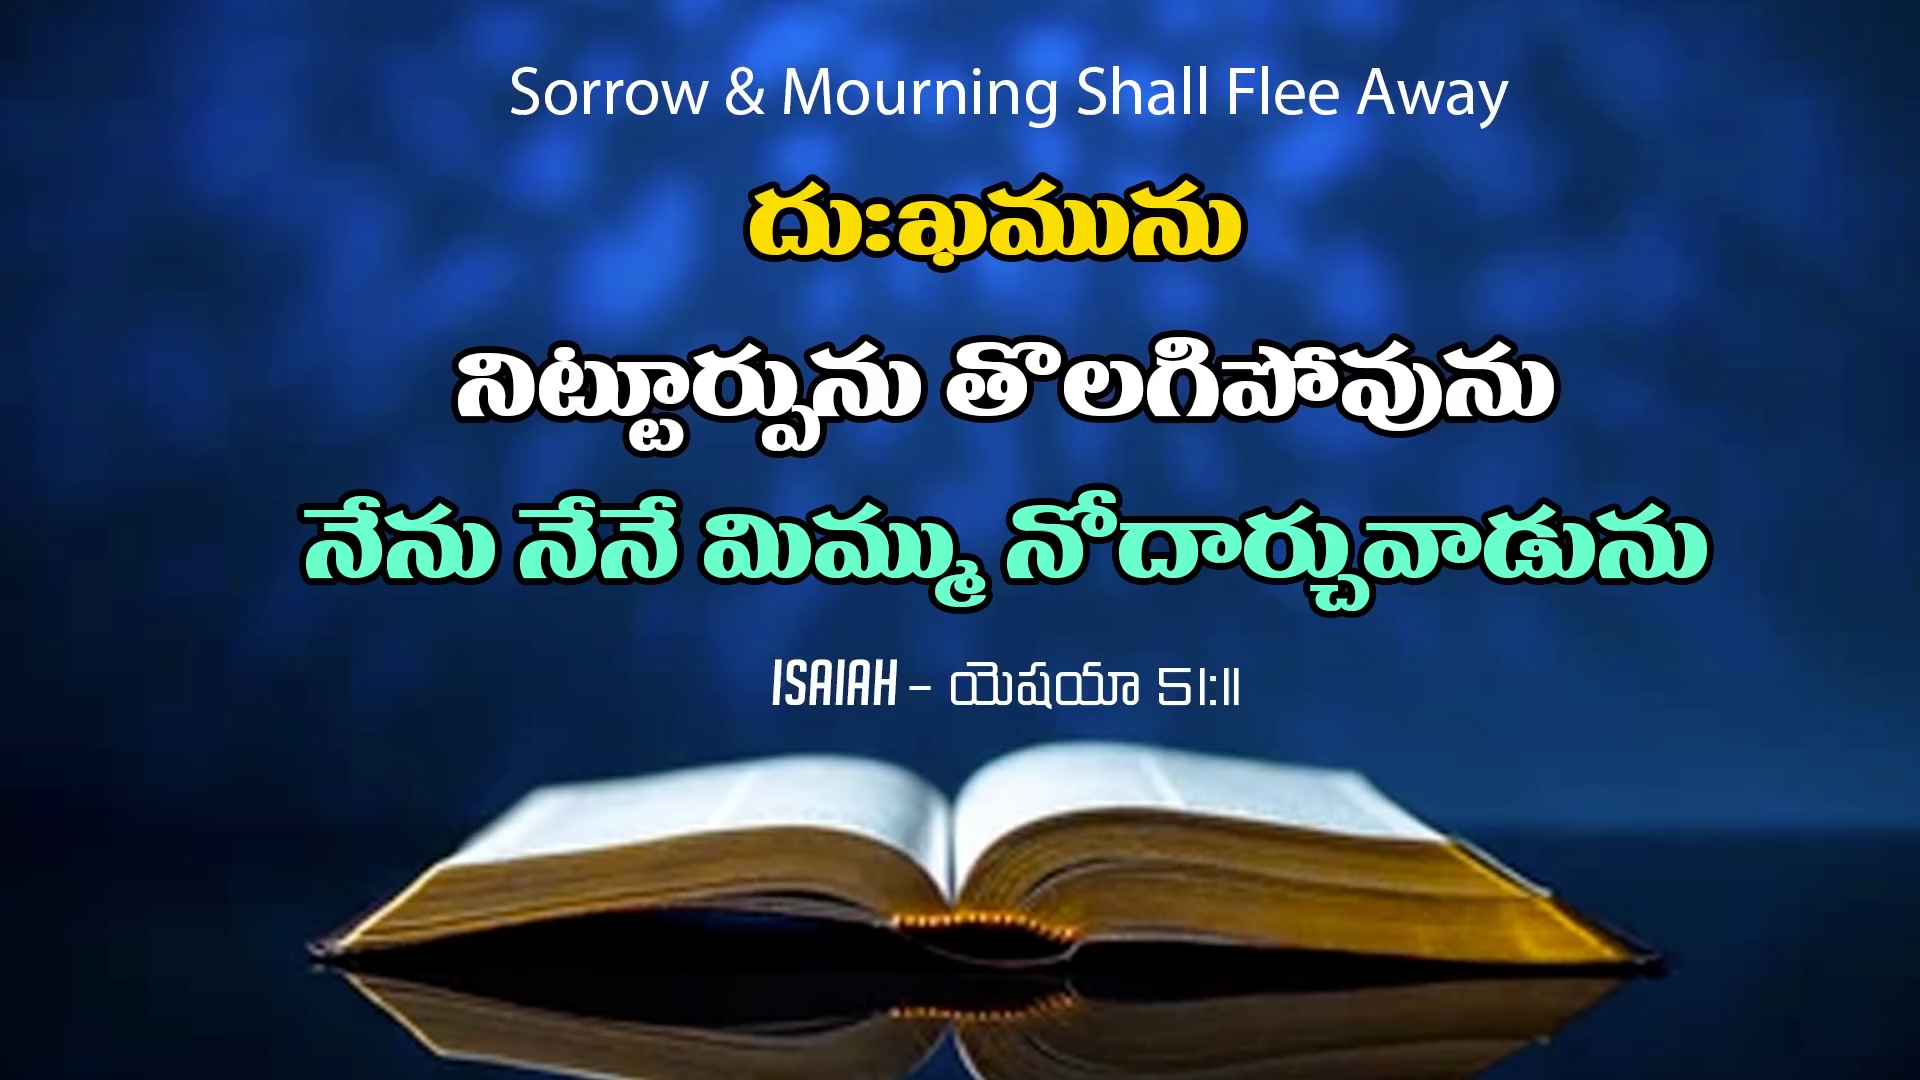 Sorrow & Mourning Shall Flee Away
దుఃఖమును
నిట్టూర్పును తొలగిపోవును
నేను నేనే మిమ్ము నోదార్చువాడును
ISAIAH - యెషయా 51:11